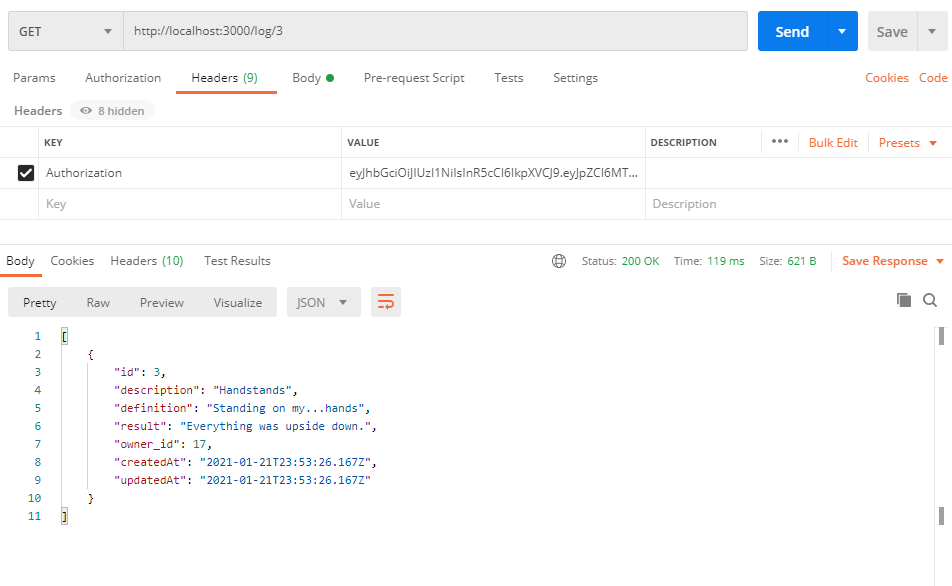 GET http://localhost:3000/log/3 Send Save
Params Authorization Headers (9) Body Pre-request Script Tests Settings Cookies Code
Headers 8 hidden
KEY VALUE DESCRIPTION ••• Bulk Edit Presets
Authorization eyJhbGciOiJIUzI1NiIsInR5cCI6IkpXVCJ9.eyJpZCI6MT...
Key Value Description
Body Cookies Headers (10) Test Results Status: 200 OK Time: 119 ms Size: 621 B Save Response
Pretty Raw Preview Visualize JSON
1 [
2 {
3 "id": 3,
4 "description": "Handstands",
5 "definition": "Standing on my...hands",
6 "result": "Everything was upside down.",
7 "owner_id": 17,
8 "createdAt": "2021-01-21T23:53:26.167Z",
9 "updatedAt": "2021-01-21T23:53:26.167Z"
10 }
11 ]